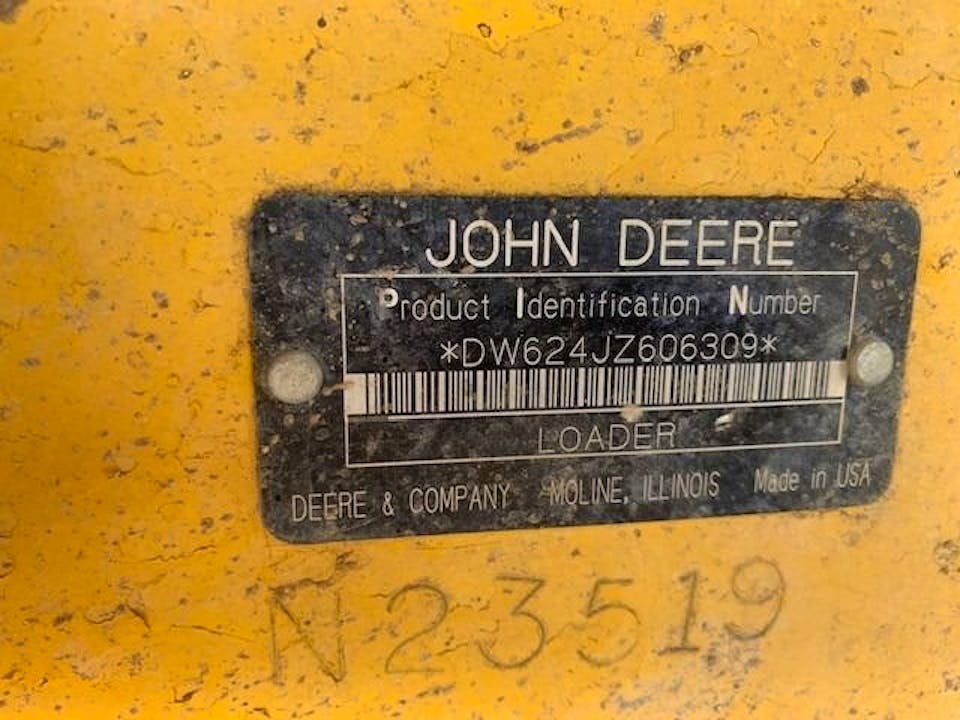 JOHN DEERE
Product Identification Number
*DW624JZ606309*
LOADER
DEERE & COMPANY MOLINE, ILLINOIS Made in USA
N23519